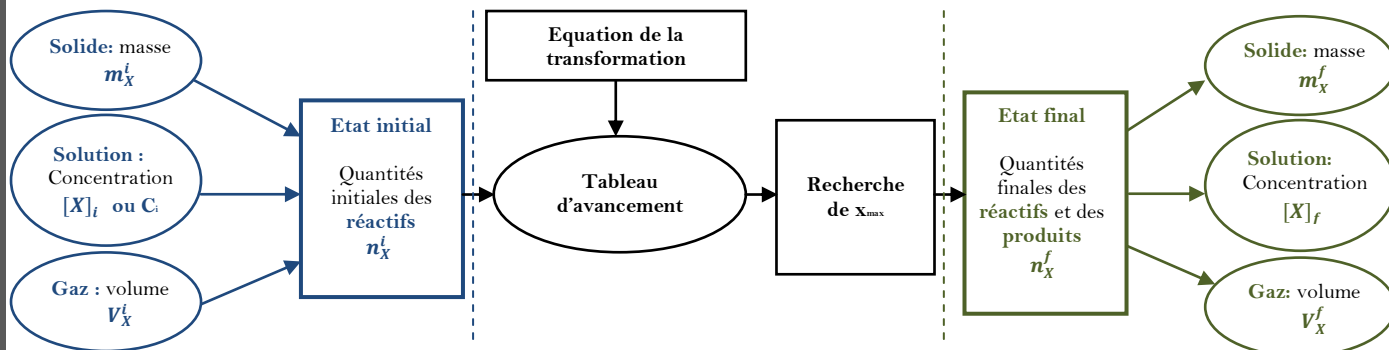 Solide: masse
m_X^i
Solution :
Concentration
[X]_i ou C_i
Gaz : volume
V_X^i
Etat initial
Quantités
initiales des
réactifs
n_X^i
Equation de la
transformation
Tableau
d'avancement
Recherche
de x_max
Etat final
Quantités
finales des
réactifs et des
produits
n_X^f
Solide: masse
m_X^f
Solution:
Concentration
[X]_f
Gaz: volume
V_X^f